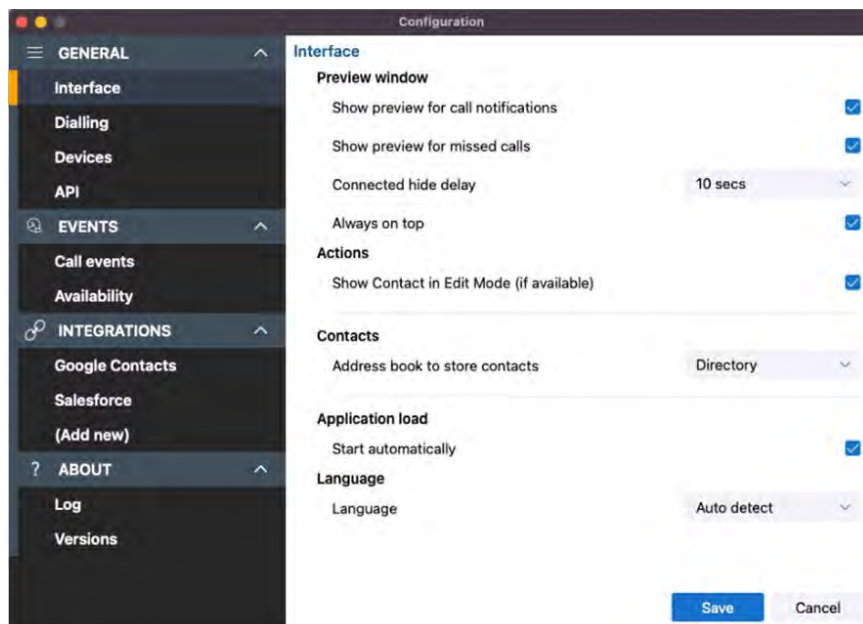 Configuration
GENERAL
Interface
Dialling
Devices
API
EVENTS
Call events
Availability
INTEGRATIONS
Google Contacts
Salesforce
(Add new)
? ABOUT
Log
Versions
Interface
Preview window
Show preview for call notifications
Show preview for missed calls
Connected hide delay 10 secs
Always on top
Actions
Show Contact in Edit Mode (if available)
Contacts
Address book to store contacts Directory
Application load
Start automatically
Language
Language Auto detect
Save Cancel